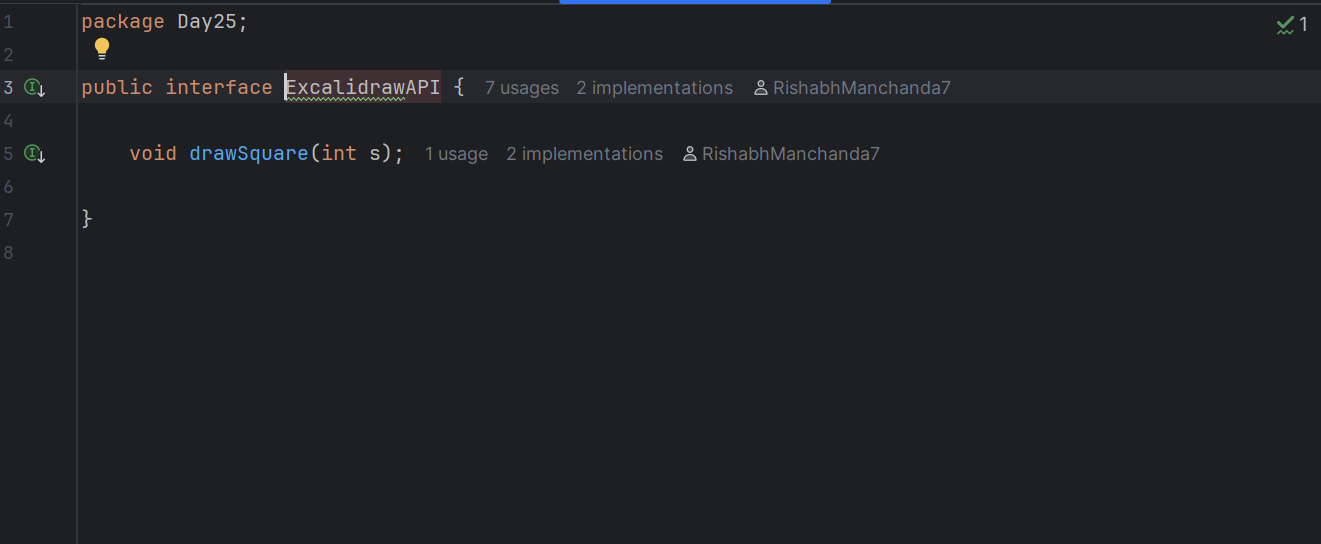 1 package Day25; 1
2
3 public interface ExcalidrawAPI { 7 usages 2 implementations RishabhManchanda7
4
5 void drawSquare(int s); 1 usage 2 implementations RishabhManchanda7
6
7 }
8